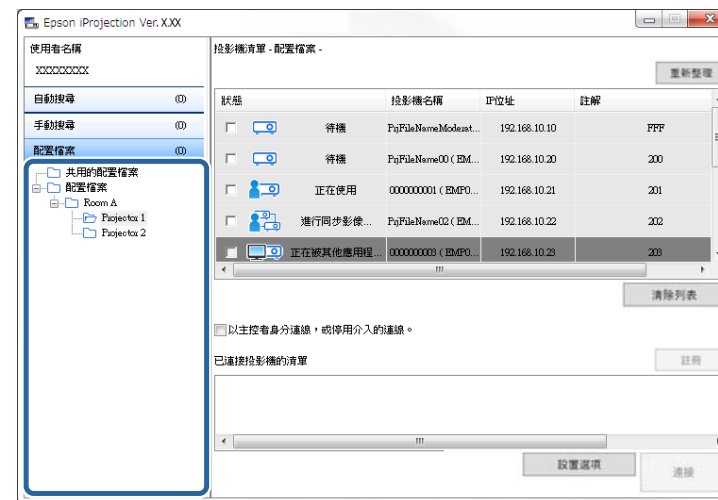 Epson iProjection Ver. X.XX
使用者名稱
XXXXXXXXX
自動搜尋 (0)
手動搜尋 (0)
配置檔案 (0)
共用的配置檔案
配置檔案
Room A
Projector 1
Projector 2
投影機清單 - 配置檔案 -
重新整理
狀態 投影機名稱 IP位址 註解
待機 PrjFileNameModerat... 192.168.10.10 FFF
待機 PrjFileName00 ( EM... 192.168.10.20 200
正在使用 0000000001 ( EMP0... 192.168.10.21 201
進行同步影像... PrjFileName02 ( EM... 192.168.10.22 202
正在被其他應用程... 0000000003 ( EMP0... 192.168.10.23 203
清除列表
以主控者身分連線，或停用介入的連線。
已連接投影機的清單
註冊
設置選項
連接